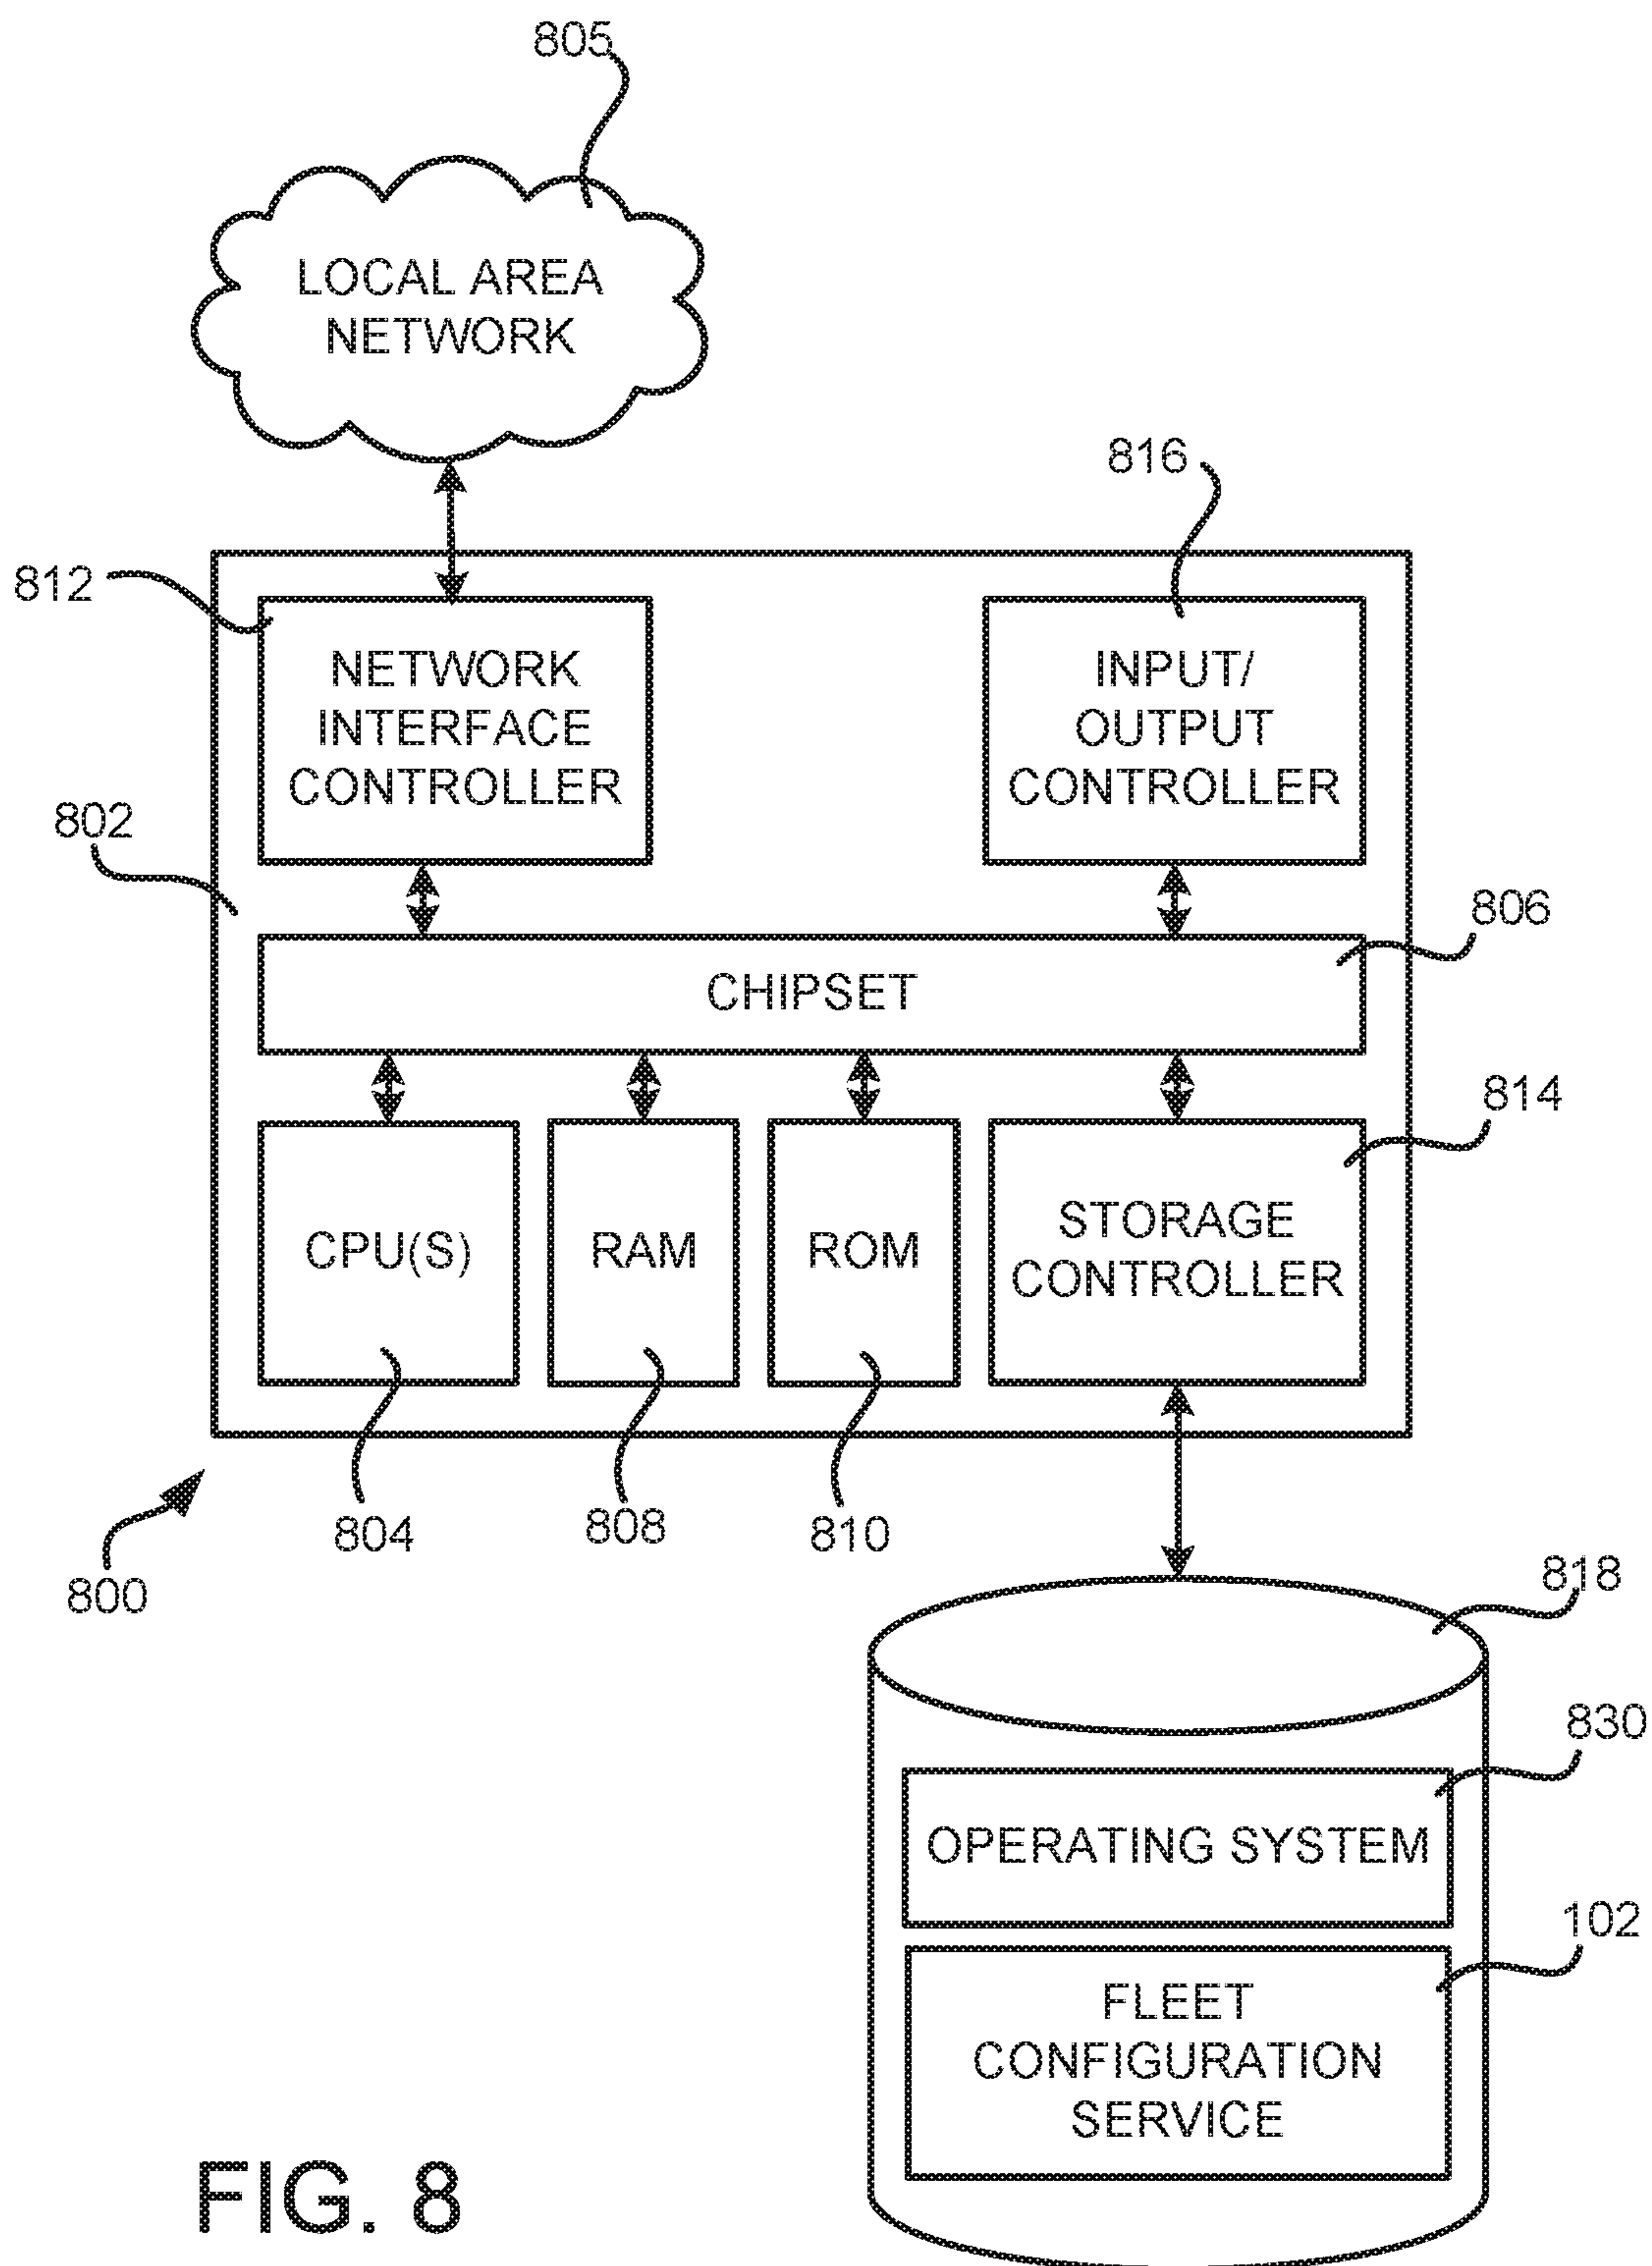 805
LOCAL AREA
NETWORK
816
812
NETWORK
INTERFACE
CONTROLLER
INPUT/
OUTPUT
CONTROLLER
802
806
CHIPSET
814
CPU(S)
RAM
ROM
STORAGE
CONTROLLER
804
808
810
800
818
830
OPERATING SYSTEM
102
FLEET
CONFIGURATION
SERVICE
FIG. 8